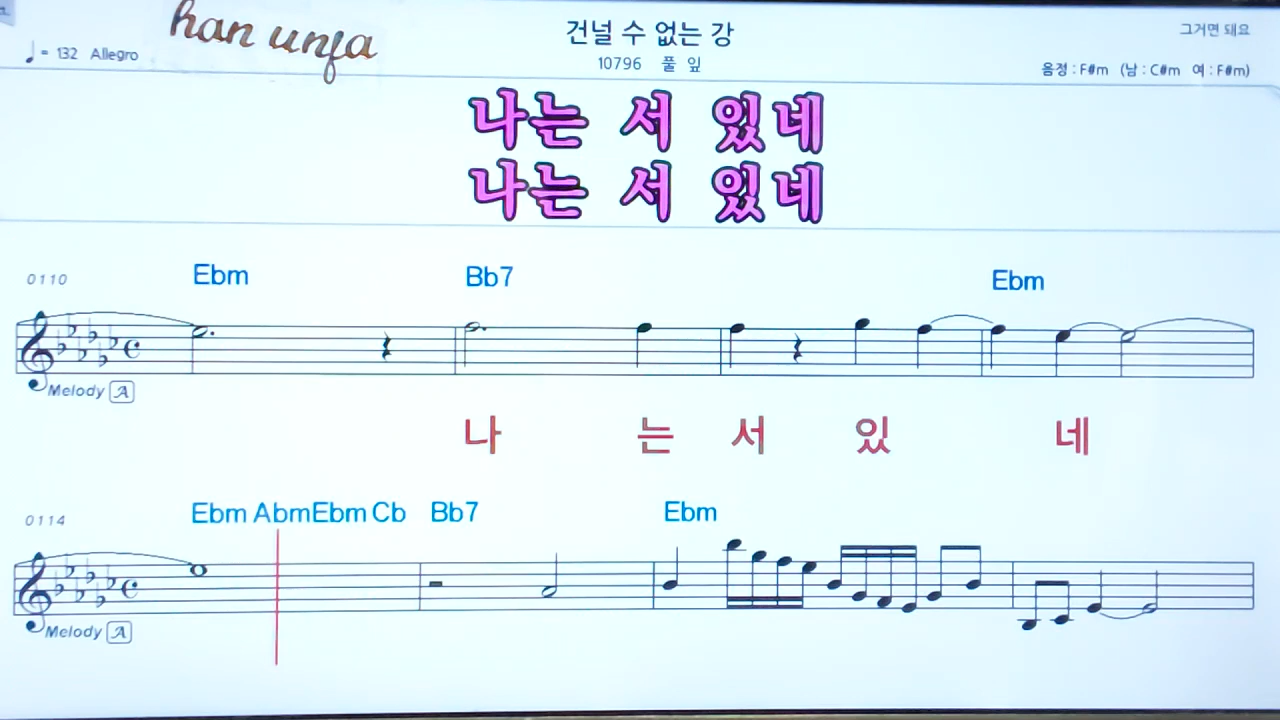 han unja
건널 수 없는 강
그거면 돼요
♩= 132 Allegro
10796 풀 잎
음정 : F#m (남 : C#m 여 : F#m)
나는 서 있네
나는 서 있네
0110
Ebm Bb7 Ebm
Melody A
나 는 서 있 네
0114
Ebm Abm Ebm Cb Bb7 Ebm
Melody A